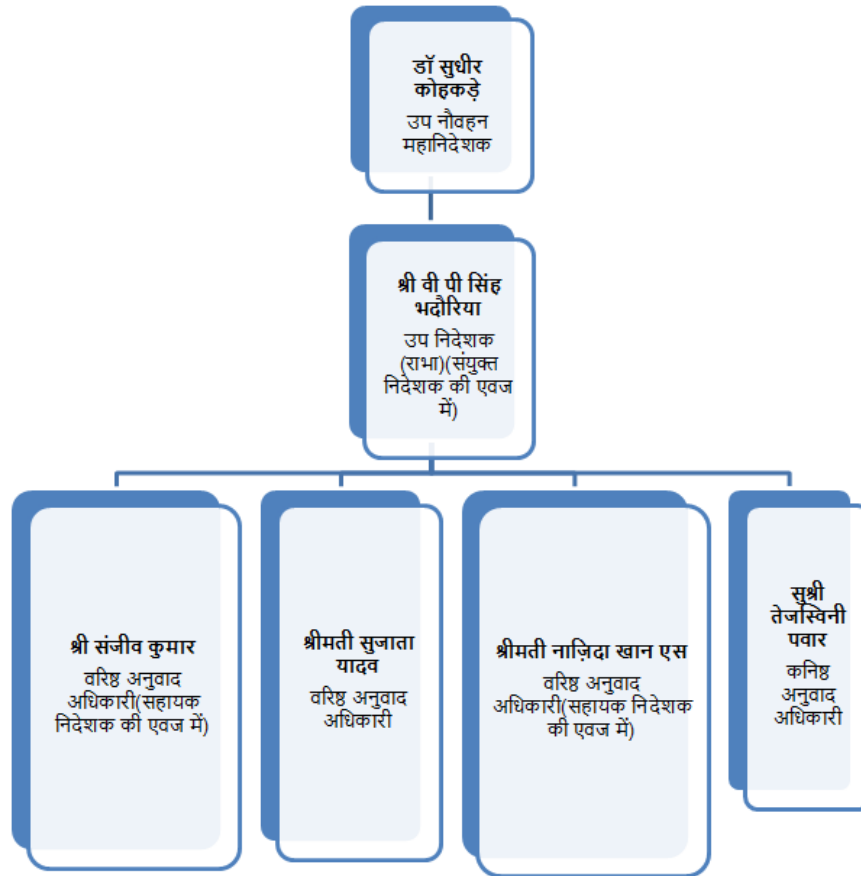 डॉ सुधीर
कोहकड़े
उप नौवहन
महानिदेशक
श्री वी पी सिंह
भदौरिया
उप निदेशक
(राभा)(संयुक्त
निदेशक की एवज
में)
श्री संजीव कुमार
वरिष्ठ अनुवाद
अधिकारी(सहायक
निदेशक की एवज में)
श्रीमती सुजाता
यादव
वरिष्ठ अनुवाद
अधिकारी
श्रीमती नाज़िदा खान एस
वरिष्ठ अनुवाद
अधिकारी(सहायक निदेशक
की एवज में)
सुश्री
तेजस्विनी
पवार
कनिष्ठ
अनुवाद
अधिकारी